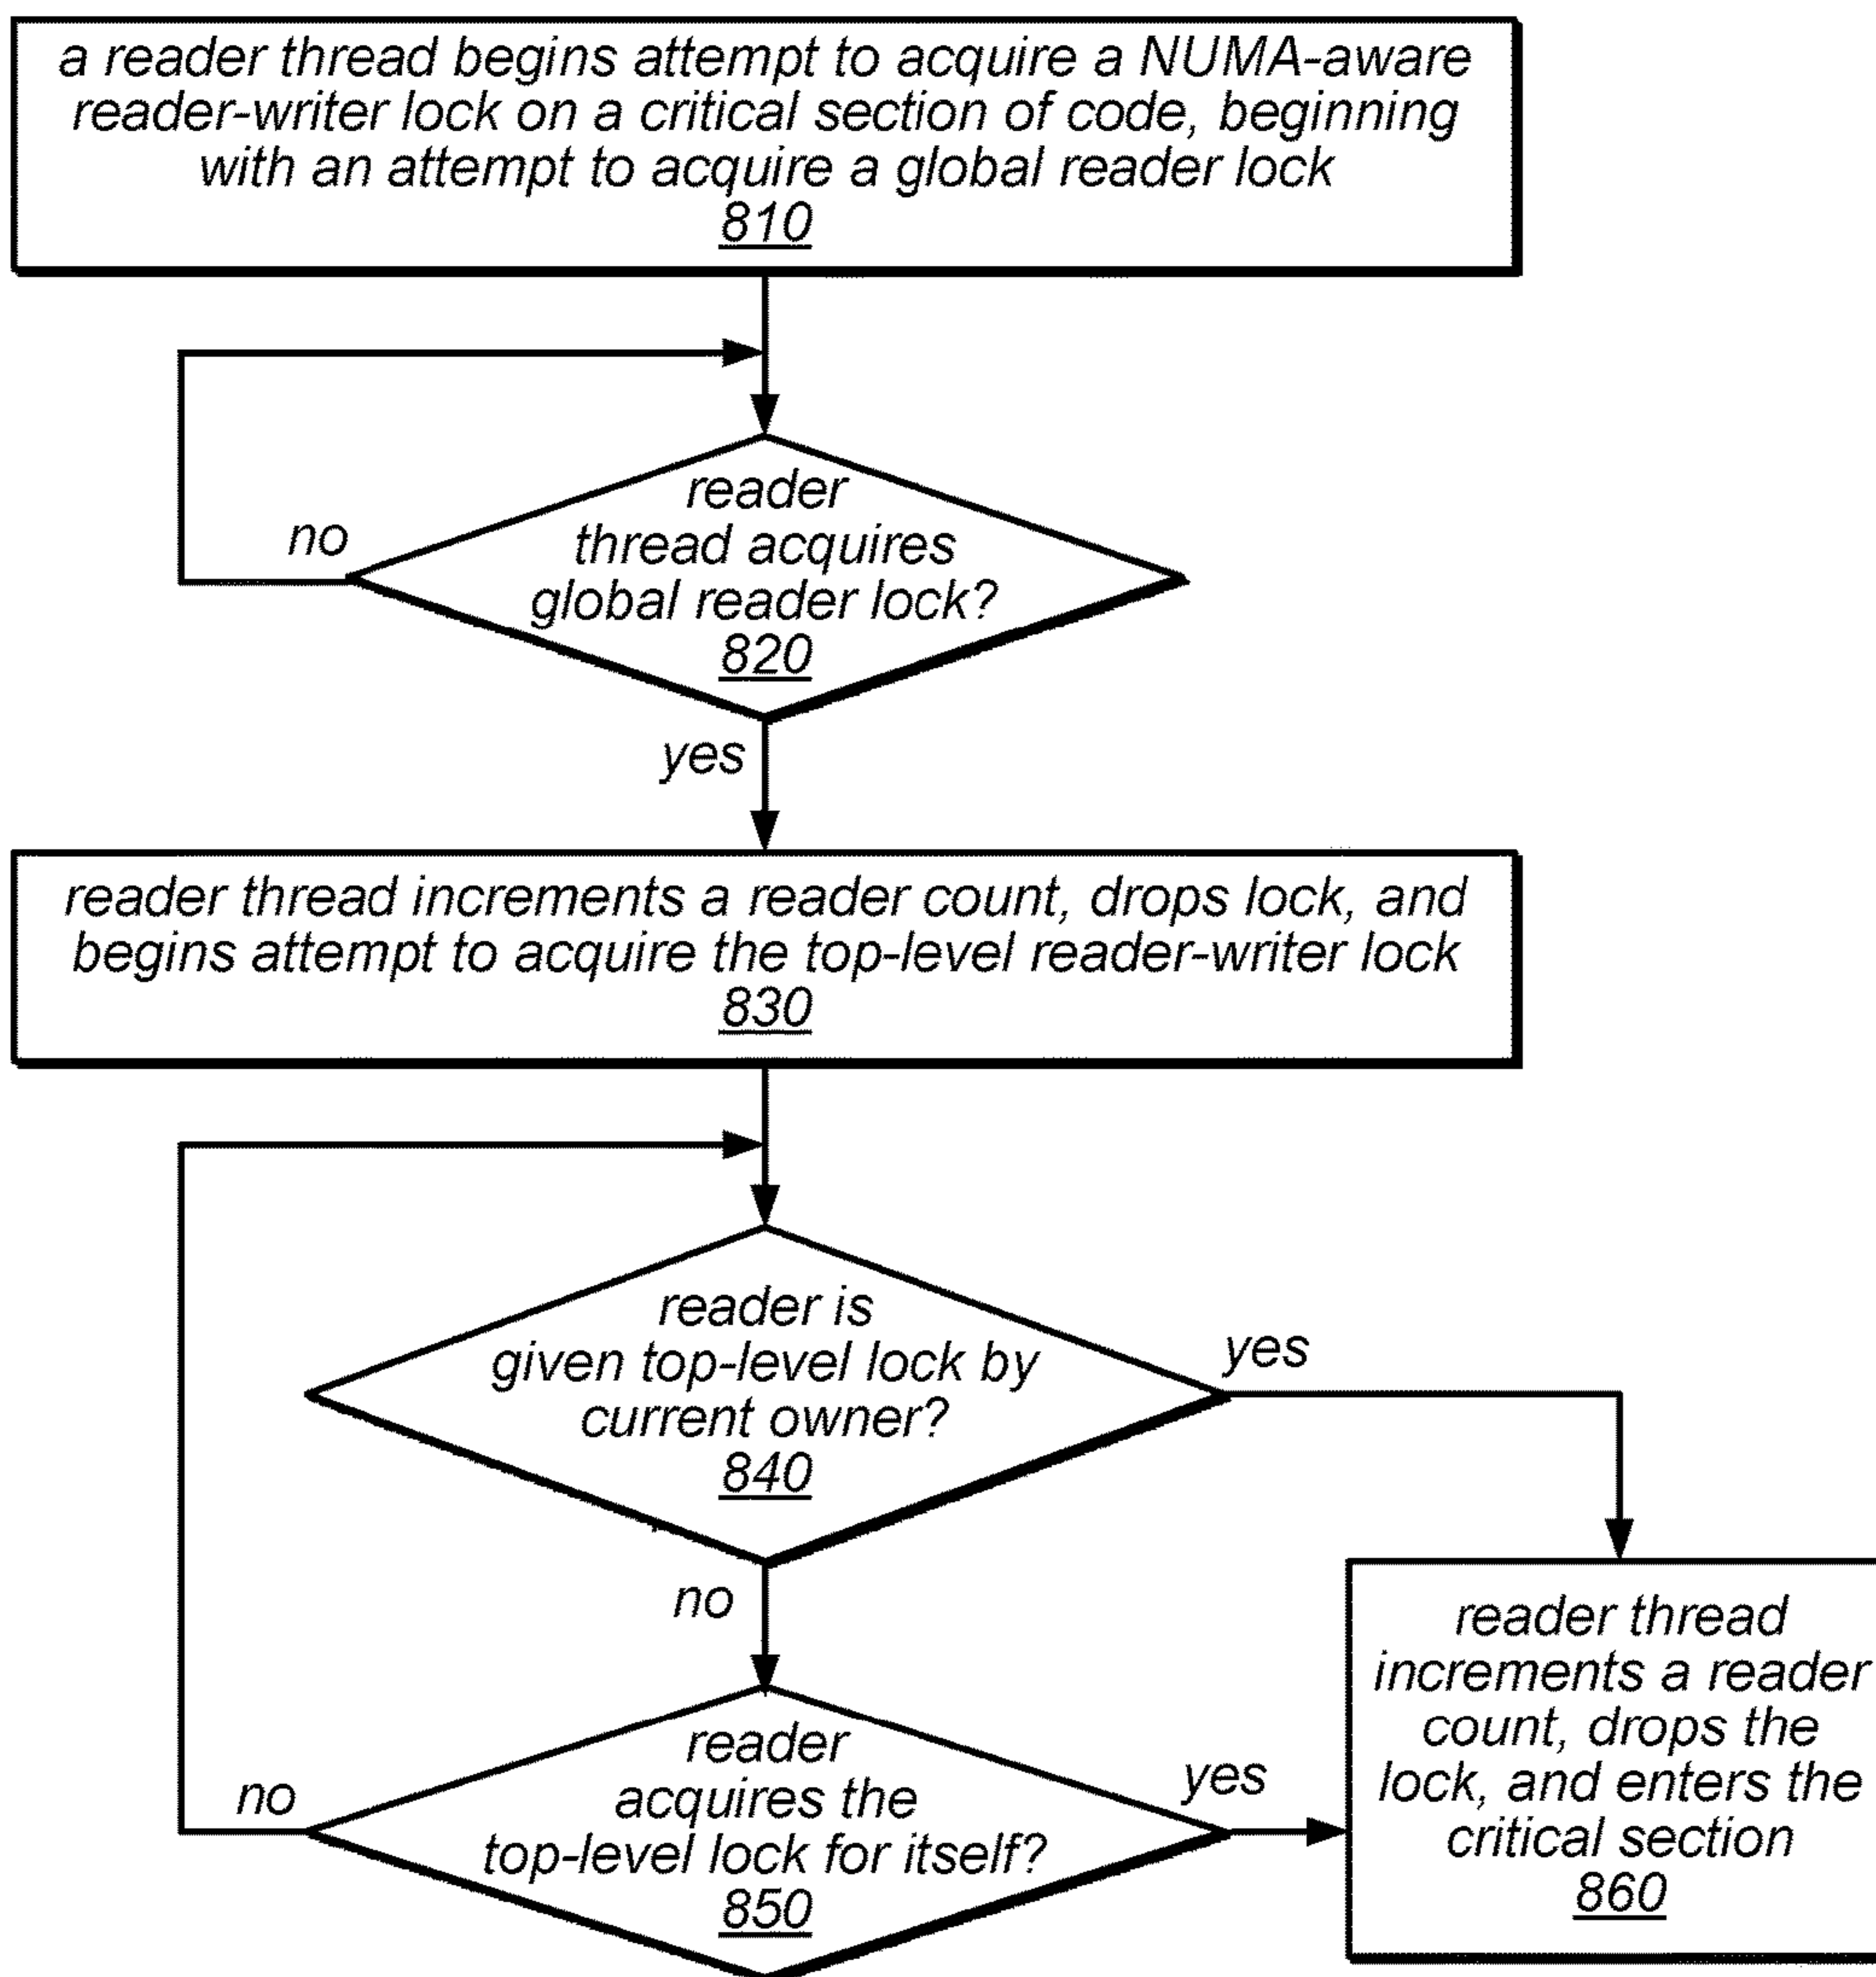 a reader thread begins attempt to acquire a NUMA-aware
reader-writer lock on a critical section of code, beginning
with an attempt to acquire a global reader lock
810
reader
thread acquires
global reader lock?
820
no
yes
reader thread increments a reader count, drops lock, and
begins attempt to acquire the top-level reader-writer lock
830
reader is
given top-level lock by
current owner?
840
yes
no
reader
acquires the
top-level lock for itself?
850
no
yes
reader thread
increments a reader
count, drops the
lock, and enters the
critical section
860